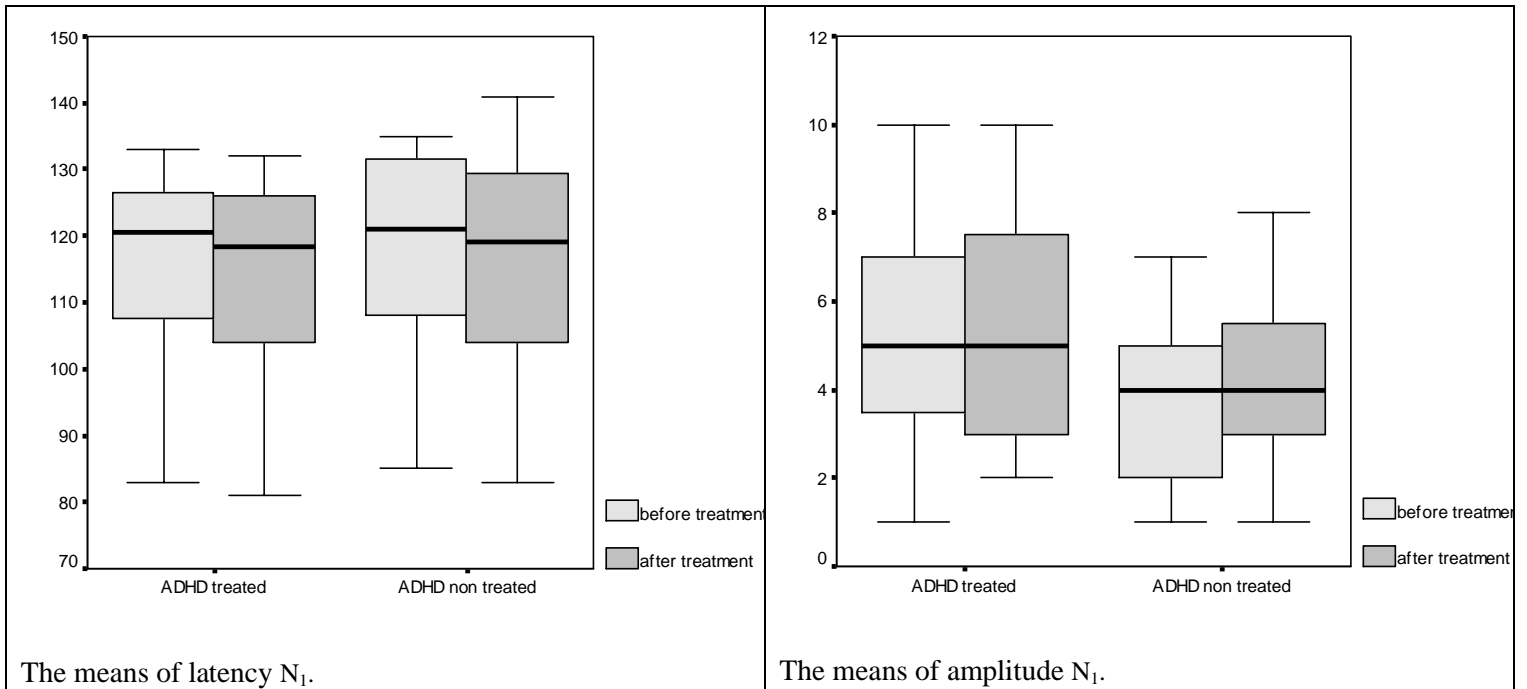 150
140
130
120
110
100
90
80
70
ADHD treated
ADHD non treated
before treatment
after treatment
The means of latency N₁.
12
10
8
6
4
2
0
ADHD treated
ADHD non treated
before treatmen
after treatment
The means of amplitude N₁.